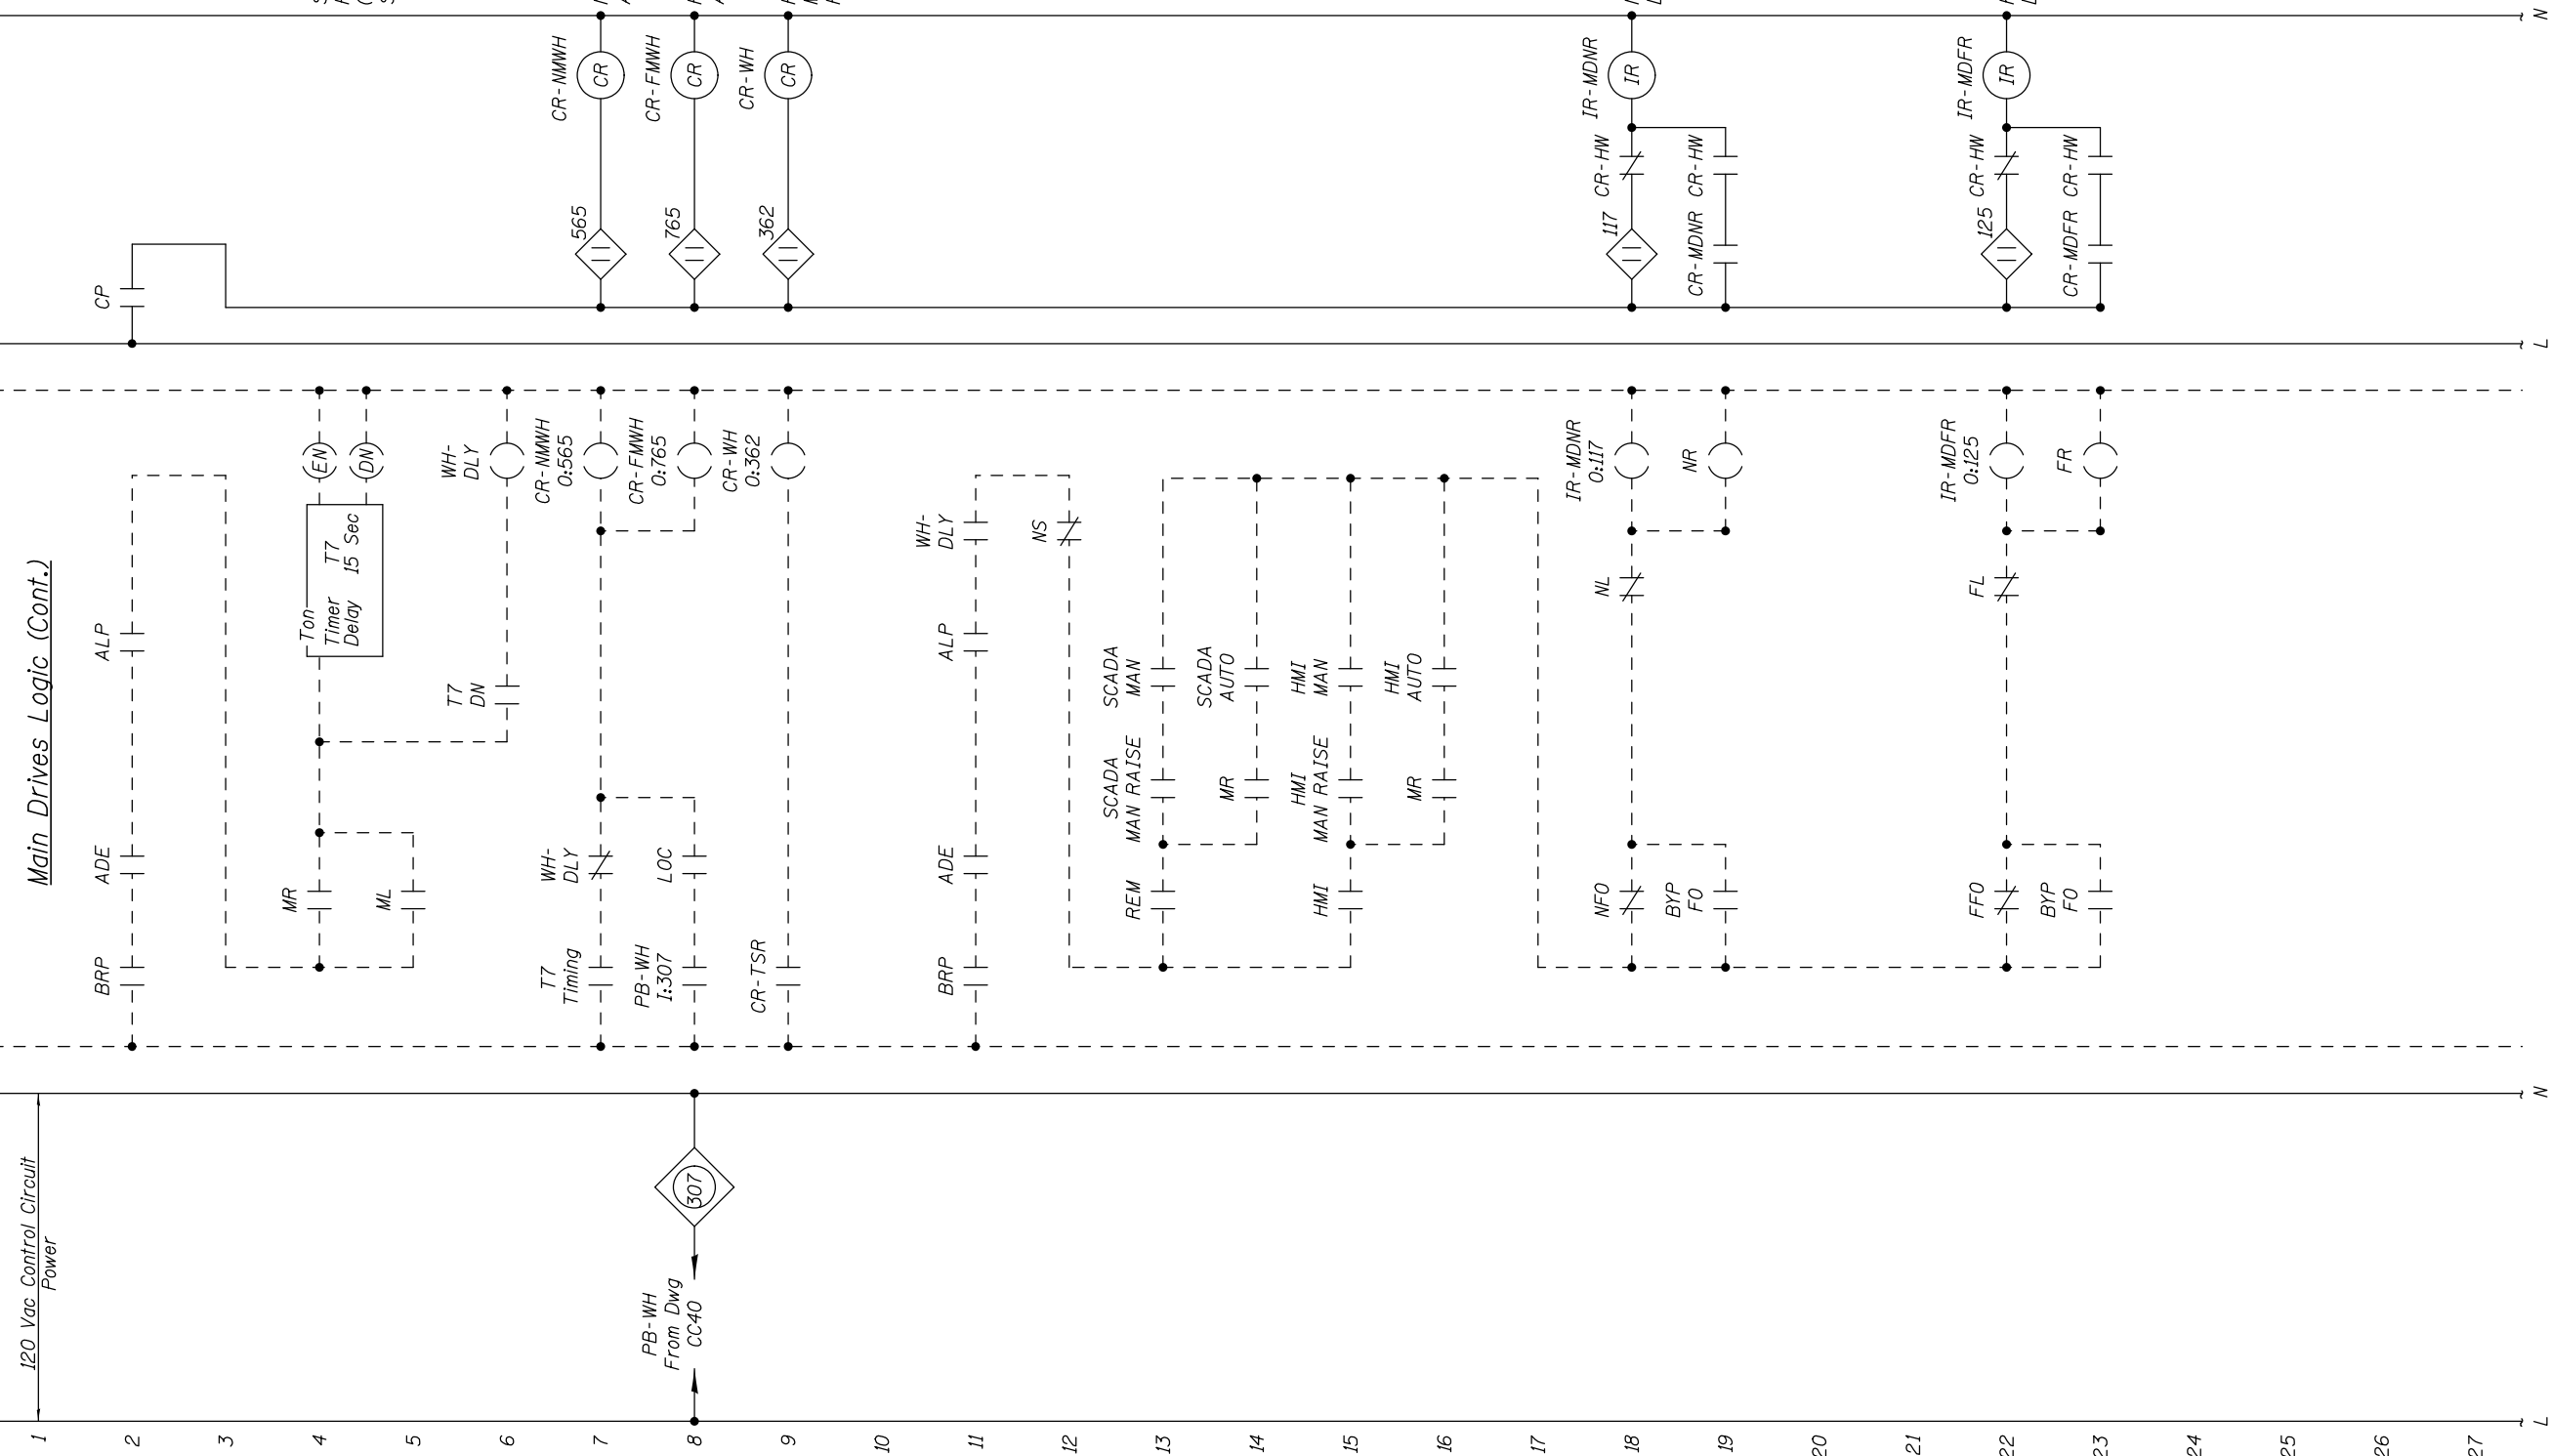 Main Drives Logic (Cont.)
1
120 Vac Control Circuit
Power
2
BRP
ADE
ALP
CP
3
4
MR
Ton
Timer T7
Delay 15 Sec
EN
DN
5
ML
6
T7
DN
WH-
DLY
7
T7
Timing
WH-
DLY
CR-NMWH
O:565
565
CR-NMWH
CR
8
PB-WH
From Dwg
CC40
307
PB-WH
I:307
LOC
CR-FMWH
O:765
765
CR-FMWH
CR
9
CR-TSR
CR-WH
O:362
362
CR-WH
CR
10
11
BRP
ADE
ALP
WH-
DLY
12
NS
13
REM
SCADA
MAN RAISE
SCADA
MAN
14
MR
SCADA
AUTO
15
HMI
HMI
MAN RAISE
HMI
MAN
16
MR
HMI
AUTO
17
18
NFO
NL
IR-MDNR
O:117
117
CR-HW
IR-MDNR
IR
19
BYP
FO
NR
CR-MDNR
CR-HW
20
21
22
FFO
FL
IR-MDFR
O:125
125
CR-HW
IR-MDFR
IR
23
BYP
FO
FR
CR-MDFR
CR-HW
24
25
26
27
L
N
L
N